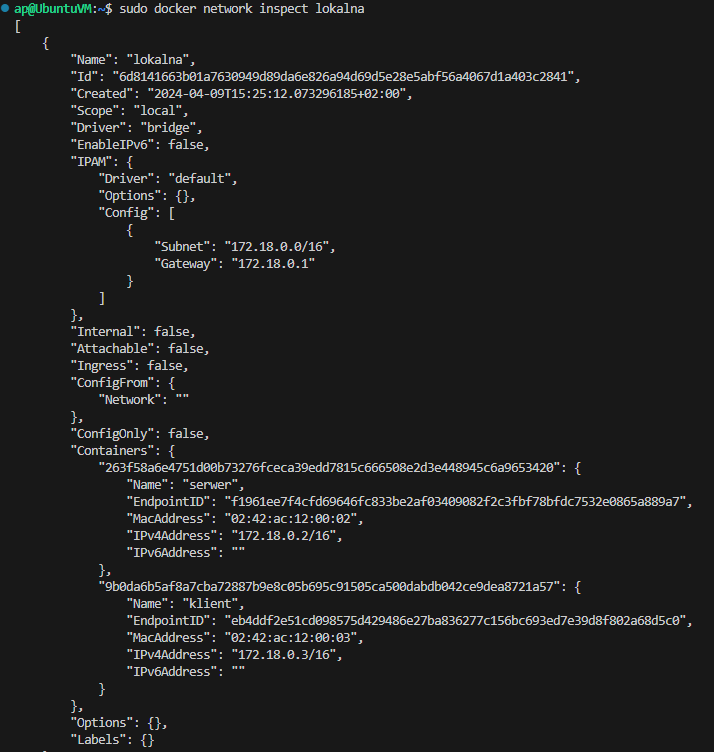 ap@UbuntuVM:~$ sudo docker network inspect lokalna
[
    {
        "Name": "lokalna",
        "Id": "6d8141663b01a7630949d89da6e826a94d69d5e28e5abf56a4067d1a403c2841",
        "Created": "2024-04-09T15:25:12.073296185+02:00",
        "Scope": "local",
        "Driver": "bridge",
        "EnableIPv6": false,
        "IPAM": {
            "Driver": "default",
            "Options": {},
            "Config": [
                {
                    "Subnet": "172.18.0.0/16",
                    "Gateway": "172.18.0.1"
                }
            ]
        },
        "Internal": false,
        "Attachable": false,
        "Ingress": false,
        "ConfigFrom": {
            "Network": ""
        },
        "ConfigOnly": false,
        "Containers": {
            "263f58a6e4751d00b73276fceca39edd7815c666508e2d3e448945c6a9653420": {
                "Name": "serwer",
                "EndpointID": "f1961ee7f4cfd69646fc833be2af03409082f2c3fbf78bfdc7532e0865a889a7",
                "MacAddress": "02:42:ac:12:00:02",
                "IPv4Address": "172.18.0.2/16",
                "IPv6Address": ""
            },
            "9b0da6b5af8a7cba72887b9e8c05b695c91505ca500dabdb042ce9dea8721a57": {
                "Name": "klient",
                "EndpointID": "eb4ddf2e51cd098575d429486e27ba836277c156bc693ed7e39d8f802a68d5c0",
                "MacAddress": "02:42:ac:12:00:03",
                "IPv4Address": "172.18.0.3/16",
                "IPv6Address": ""
            }
        },
        "Options": {},
        "Labels": {}